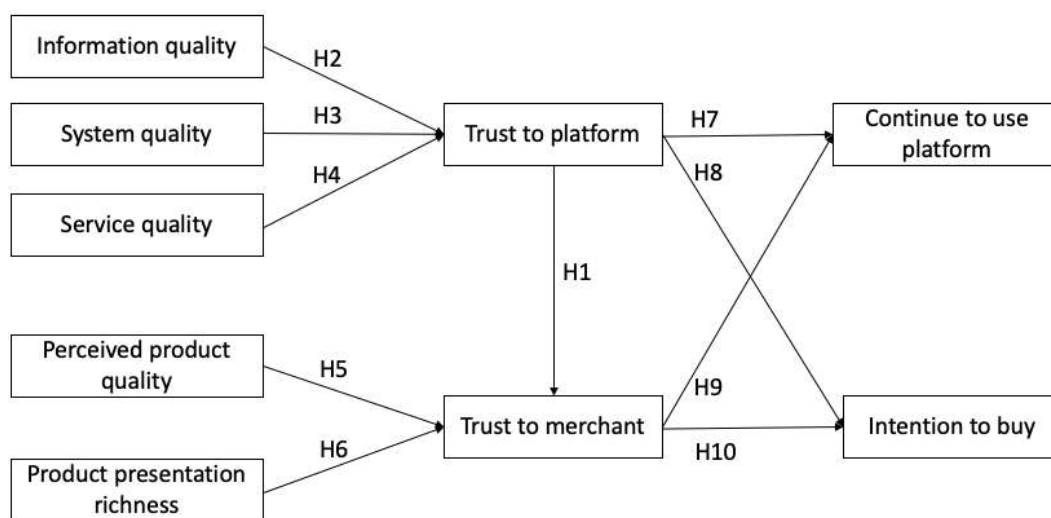 Information quality
H2
System quality
H3
Trust to platform
H7
Continue to use
platform
H4
H8
Service quality
H1
Perceived product
quality
H5
H9
Trust to merchant
Intention to buy
H6
H10
Product presentation
richness